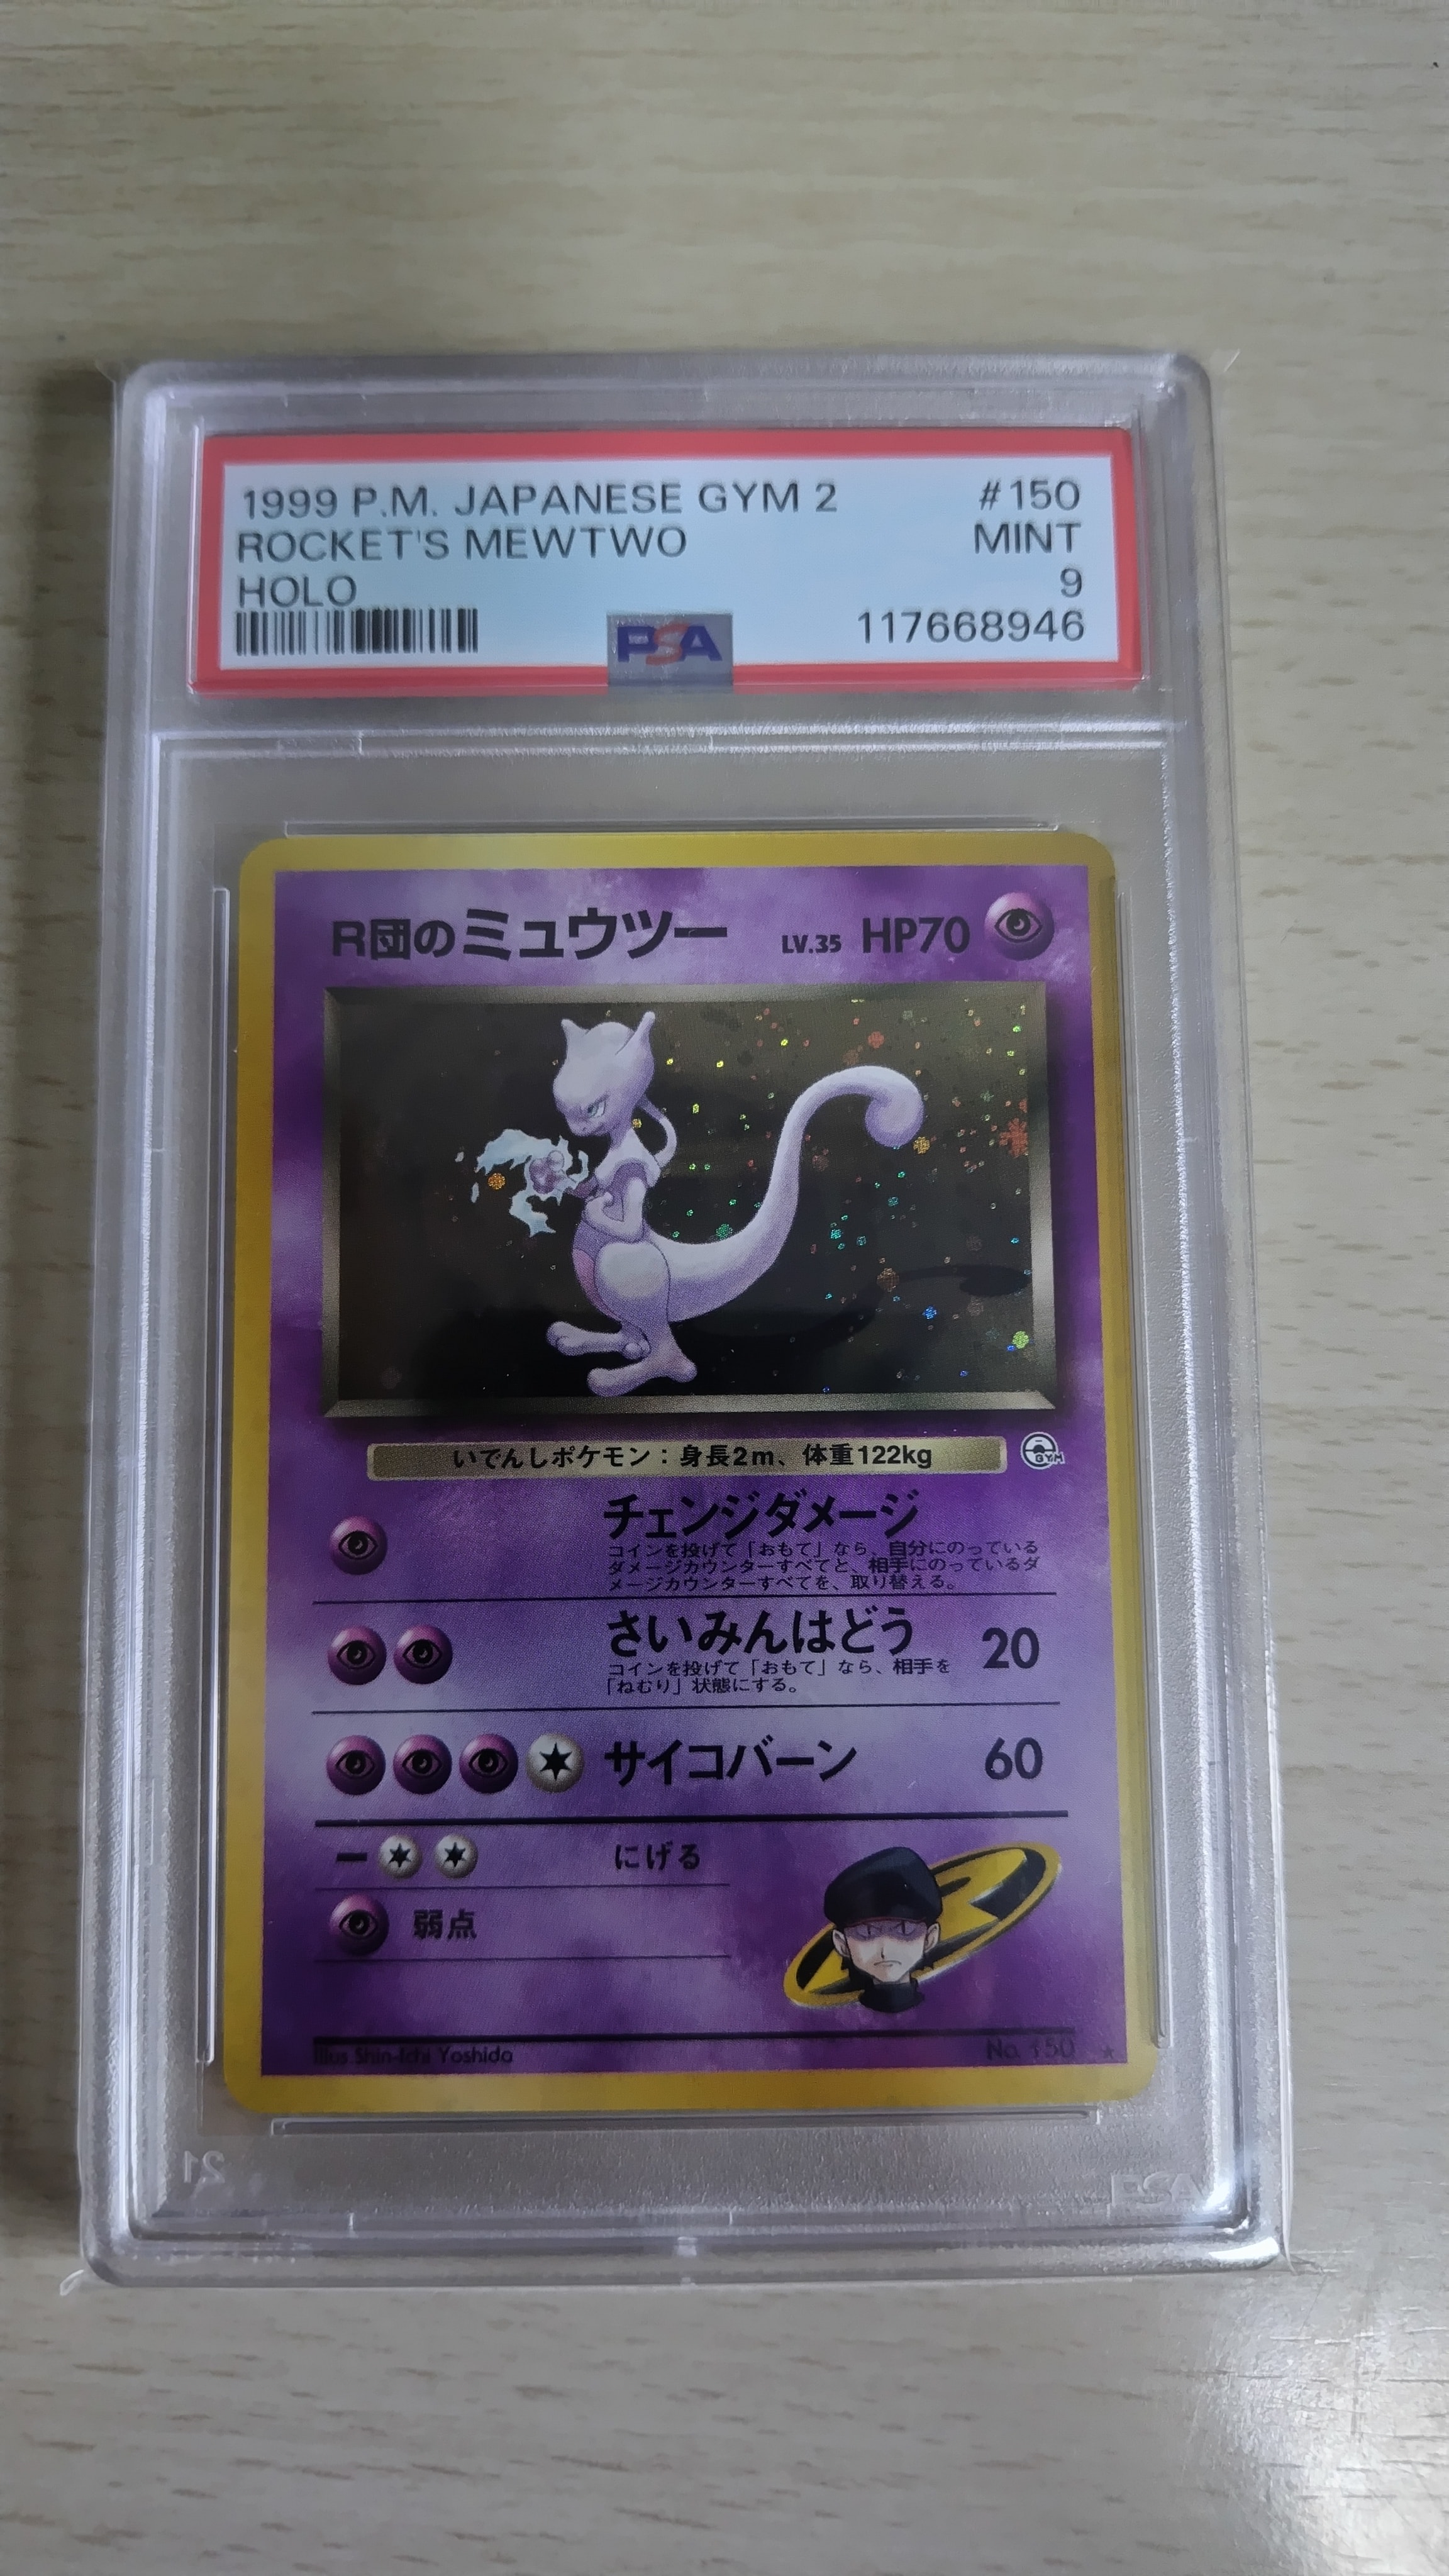 1999 P.M. JAPANESE GYM 2 #150
ROCKET'S MEWTWO MINT
HOLO 9
PSA 117668946
R団のミュウツー LV.35 HP70
いでんしポケモン：身長2m、体重122kg
GYM
チェンジダメージ
コインを投げて「おもて」なら、自分にのっている
ダメージカウンターすべてと、相手にのっているダ
メージカウンターすべてを、取り替える。
さいみんはどう 20
コインを投げて「おもて」なら、相手を
「ねむり」状態にする。
サイコバーン 60
ー にげる
弱点
Illus. Shin-ichi Yoshida No. 150 ★
21 PSA